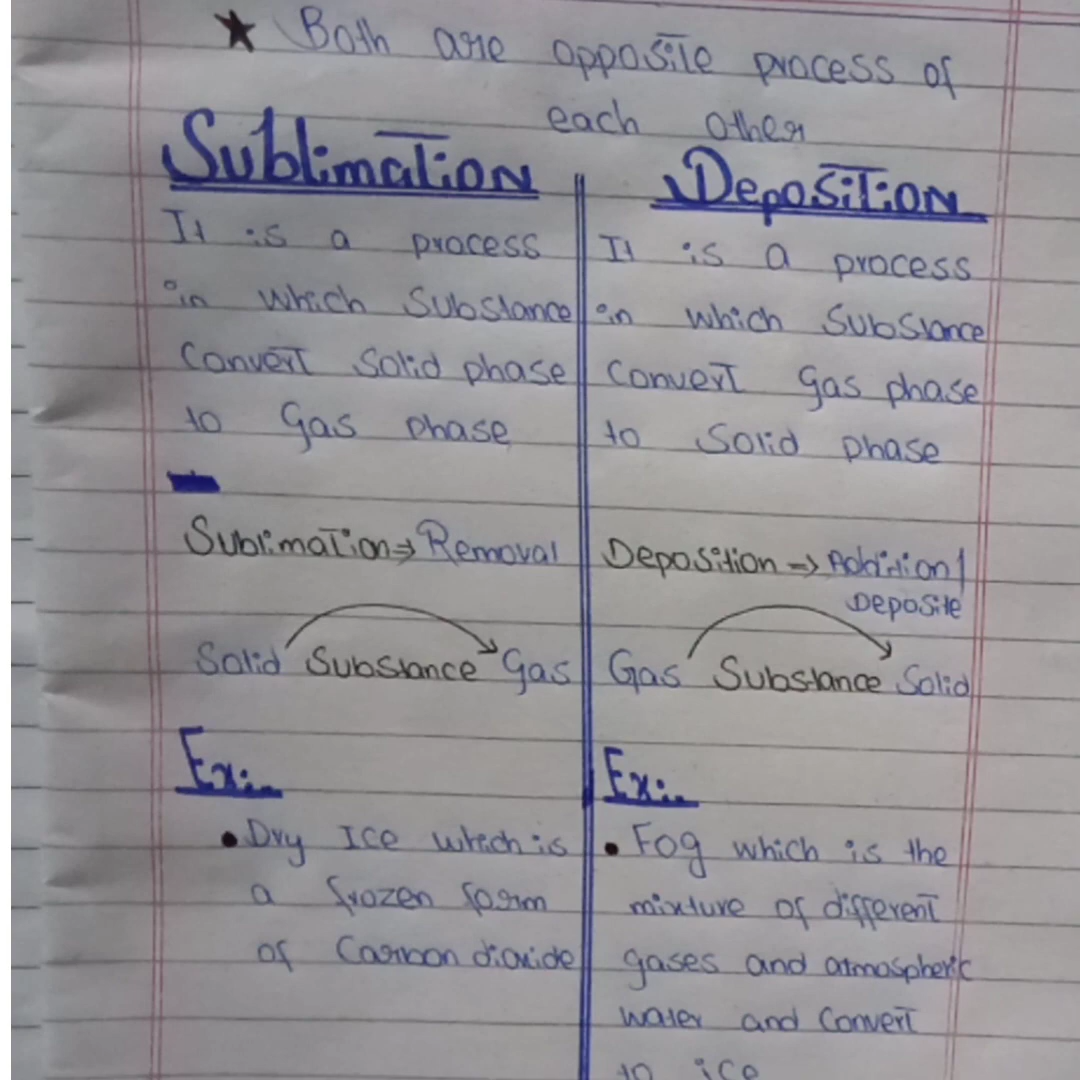 ★ Both are opposite process of
each other
Sublimation
It is a process
in which Substance
Convert Solid phase
to Gas phase
Sublimation ⇒ Removal
Solid Substance Gas
Ex:-
• Dry Ice which is
a frozen form
of Carbon dioxide
Deposition
It is a process
in which Substance
Convert gas phase
to Solid phase
Deposition => Addition/
Deposite
Gas Substance Solid
Ex:-
• Fog which is the
mixture of different
gases and atmospheric
water and Convert
to ice